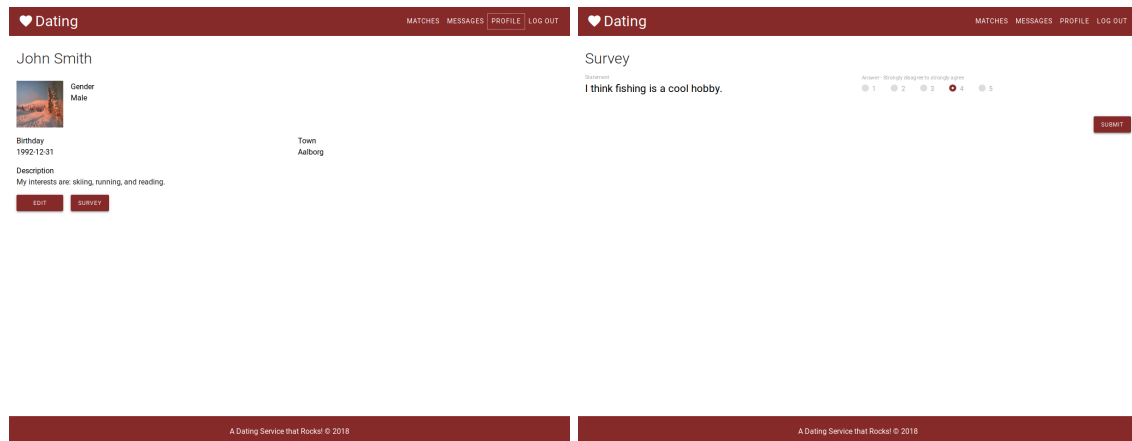 Dating
MATCHES MESSAGES PROFILE LOG OUT
John Smith
Gender
Male
Birthday
1992-12-31
Town
Aalborg
Description
My interests are: skiing, running, and reading.
EDIT SURVEY
A Dating Service that Rocks! © 2018
Dating
MATCHES MESSAGES PROFILE LOG OUT
Survey
Statement
I think fishing is a cool hobby.
Answer - Strongly disagree to strongly agree
1 2 3 4 5
SUBMIT
A Dating Service that Rocks! © 2018